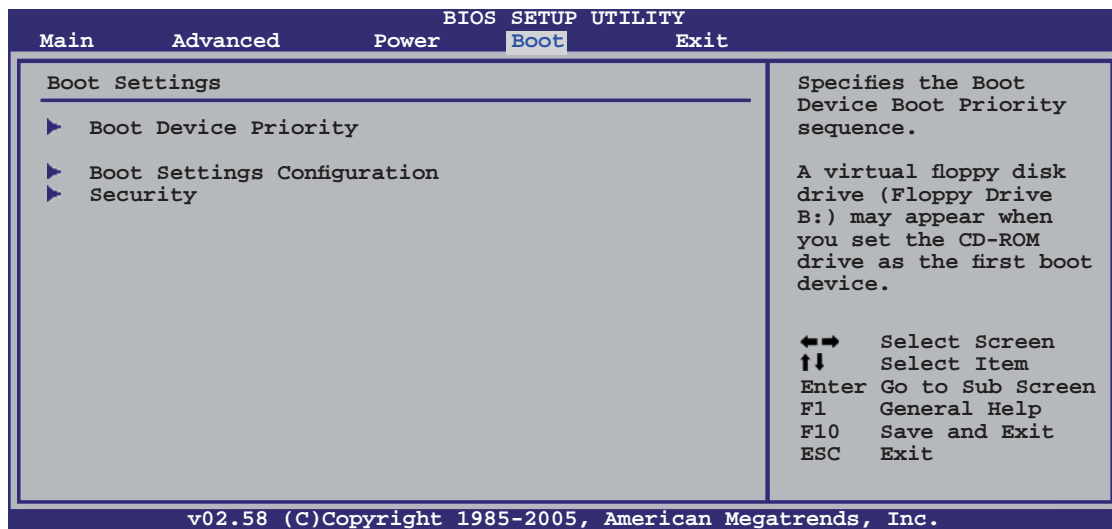 BIOS SETUP UTILITY
Main Advanced Power Boot Exit
Boot Settings
Boot Device Priority
Boot Settings Configuration
Security
Specifies the Boot
Device Boot Priority
sequence.
A virtual floppy disk
drive (Floppy Drive
B:) may appear when
you set the CD-ROM
drive as the first boot
device.
Select Screen
Select Item
Enter Go to Sub Screen
F1 General Help
F10 Save and Exit
ESC Exit
v02.58 (C)Copyright 1985-2005, American Megatrends, Inc.